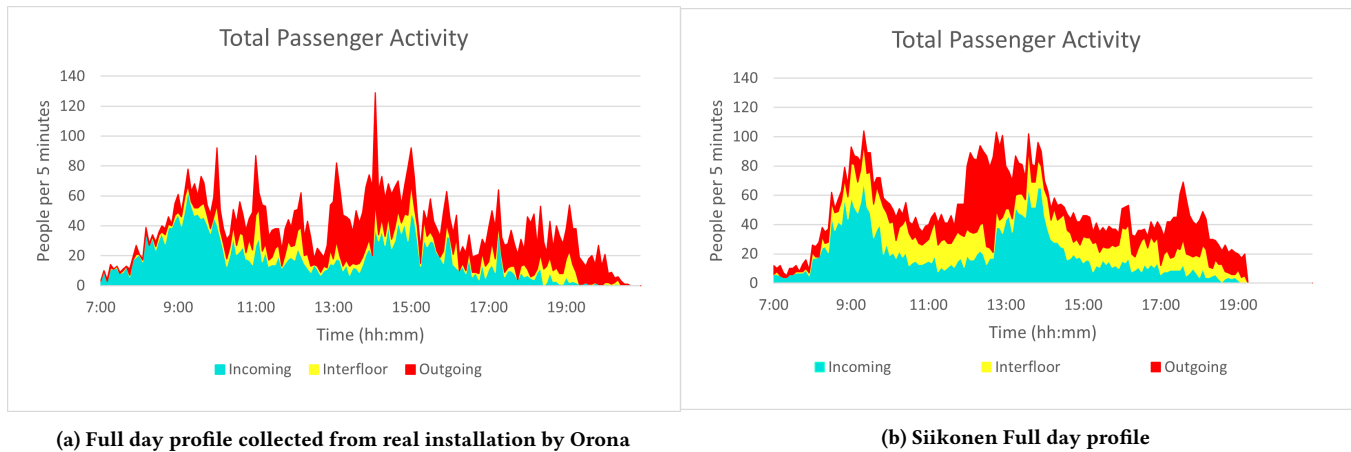 Total Passenger Activity
140
120
100
80
60
40
20
0
People per 5 minutes
7:00 9:00 11:00 13:00 15:00 17:00 19:00
Time (hh:mm)
Incoming Interfloor Outgoing
(a) Full day profile collected from real installation by Orona
Total Passenger Activity
140
120
100
80
60
40
20
0
People per 5 minutes
7:00 9:00 11:00 13:00 15:00 17:00 19:00
Time (hh:mm)
Incoming Interfloor Outgoing
(b) Siikonen Full day profile